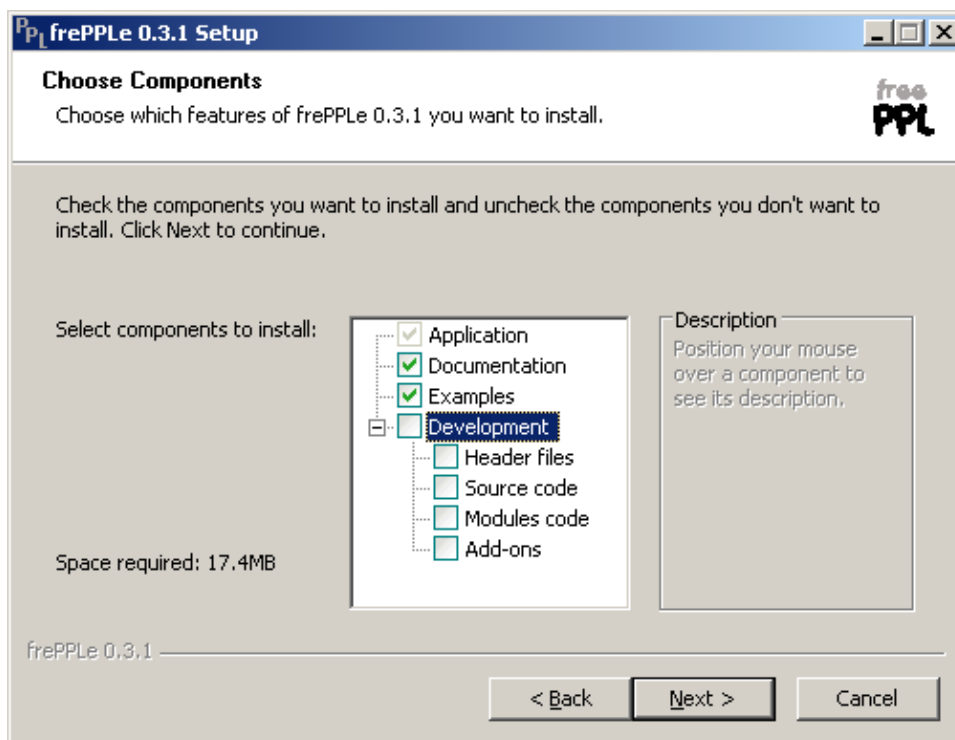 PPL frePPLe 0.3.1 Setup
Choose Components
Choose which features of frePPLe 0.3.1 you want to install.
free
PPL
Check the components you want to install and uncheck the components you don't want to
install. Click Next to continue.
Select components to install:
Application
Documentation
Examples
Development
Header files
Source code
Modules code
Add-ons
Description
Position your mouse
over a component to
see its description.
Space required: 17.4MB
frePPLe 0.3.1
< Back
Next >
Cancel